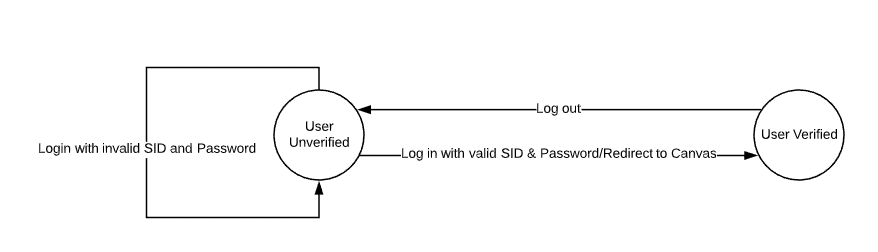 Log out
User
Unverified
User Verified
Login with invalid SID and Password
Log in with valid SID & Password/Redirect to Canvas